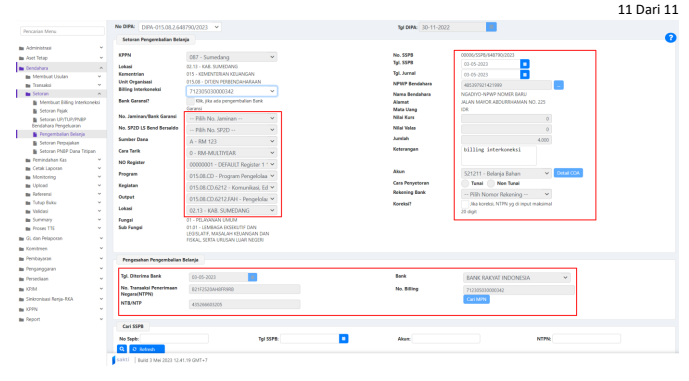 11 Dari 11
Pencarian Menu
Administrasi
Aset Tetap
Bendahara
Membuat Usulan
Transaksi
Setoran
Membuat Billing Interkoneksi
Setoran Pajak
Setoran UP/TUP/PNBP
Bendahara Pengeluaran
Pengembalian Belanja
Setoran Perpajakan
Setoran PNBP Dana Titipan
Pemindahan Kas
Cetak Laporan
Monitoring
Upload
Referensi
Tutup Buku
Validasi
Summary
Proses TTE
GL dan Pelaporan
Komitmen
Pembayaran
Penganggaran
Persediaan
KPIM
Sinkronisasi Renja-RKA
KPPN
Report
No DIPA: DIPA-015.08.2.648790/2023
Tgl DIPA: 30-11-2022
Setoran Pengembalian Belanja
?
KPPN 087 - Sumedang
Lokasi 02.13 - KAB. SUMEDANG
Kementrian 015 - KEMENTERIAN KEUANGAN
Unit Organisasi 015.08 - DITJEN PERBENDAHARAAN
Billing Interkoneksi 712305030000342
Bank Garansi? Klik, jika ada pengembalian Bank
Garansi
No. Jaminan/Bank Garansi -- Pilih No. Jaminan --
No. SP2D LS Bend Bersaldo -- Pilih No. SP2D --
Sumber Dana A - RM 123
Cara Tarik 0 - RM-MULTIYEAR
NO Register 00000001 - DEFAULT Register 1
Program 015.08.CD - Program Pengelolaa
Kegiatan 015.08.CD.6212 - Komunikasi, Ed
Output 015.08.CD.6212.FAH - Pengelolaa
Lokasi 02.13 - KAB. SUMEDANG
Fungsi 01 - PELAYANAN UMUM
Sub Fungsi 01.01 - LEMBAGA EKSEKUTIF DAN
LEGISLATIF, MASALAH KEUANGAN DAN
FISKAL, SERTA URUSAN LUAR NEGERI
No. SSPB 00006/SSPB/648790/2023
Tgl. SSPB 03-05-2023
Tgl. Jurnal 03-05-2023
NPWP Bendahara
Nama Bendahara NGADIYO-NPWP NOMER BARU
Alamat JALAN MAYOR ABDURRAHMAN NO. 225
Mata Uang IDR
Nilai Kurs 0
Nilai Valas 0
Jumlah 4,000
Keterangan billing interkoneksi
Akun 521211 - Belanja Bahan Detail COA
Cara Penyetoran Tunai Non Tunai
Rekening Bank -- Pilih Nomor Rekening --
Koreksi? Jika koreksi, NTPN yg di input maksimal
20 digit
Pengesahan Pengembalian Belanja
Tgl. Diterima Bank 03-05-2023
No. Transaksi Penerimaan
Negara(NTPN)
NTB/NTP 435266603209
Bank BANK RAKYAT INDONESIA
No. Billing 712305030000342
Cari MPN
Cari SSPB
No Sspb: Tgl SSPB: Akun: NTPN:
Refresh
SAKTI | Build 3 Mei 2023 12.41.19 GMT+7